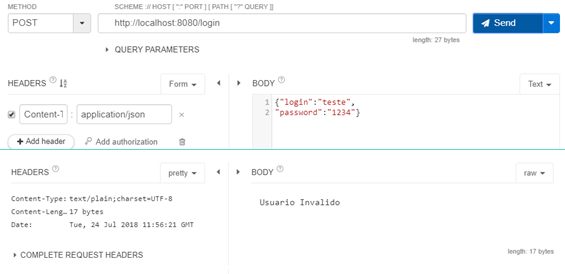 METHOD
SCHEME :// HOST [ ":" PORT ] [ PATH [ "?" QUERY ]]
POST
http://localhost:8080/login
Send
length: 27 bytes
QUERY PARAMETERS
HEADERS
Form
BODY
Text
Content-T : application/json
1 {"login":"teste",
2 "password":"1234"}
+ Add header
Add authorization
HEADERS
pretty
BODY
raw
Content-Type: text/plain;charset=UTF-8
Content-Leng… 17 bytes
Date: Tue, 24 Jul 2018 11:56:21 GMT
Usuario Invalido
COMPLETE REQUEST HEADERS
length: 17 bytes